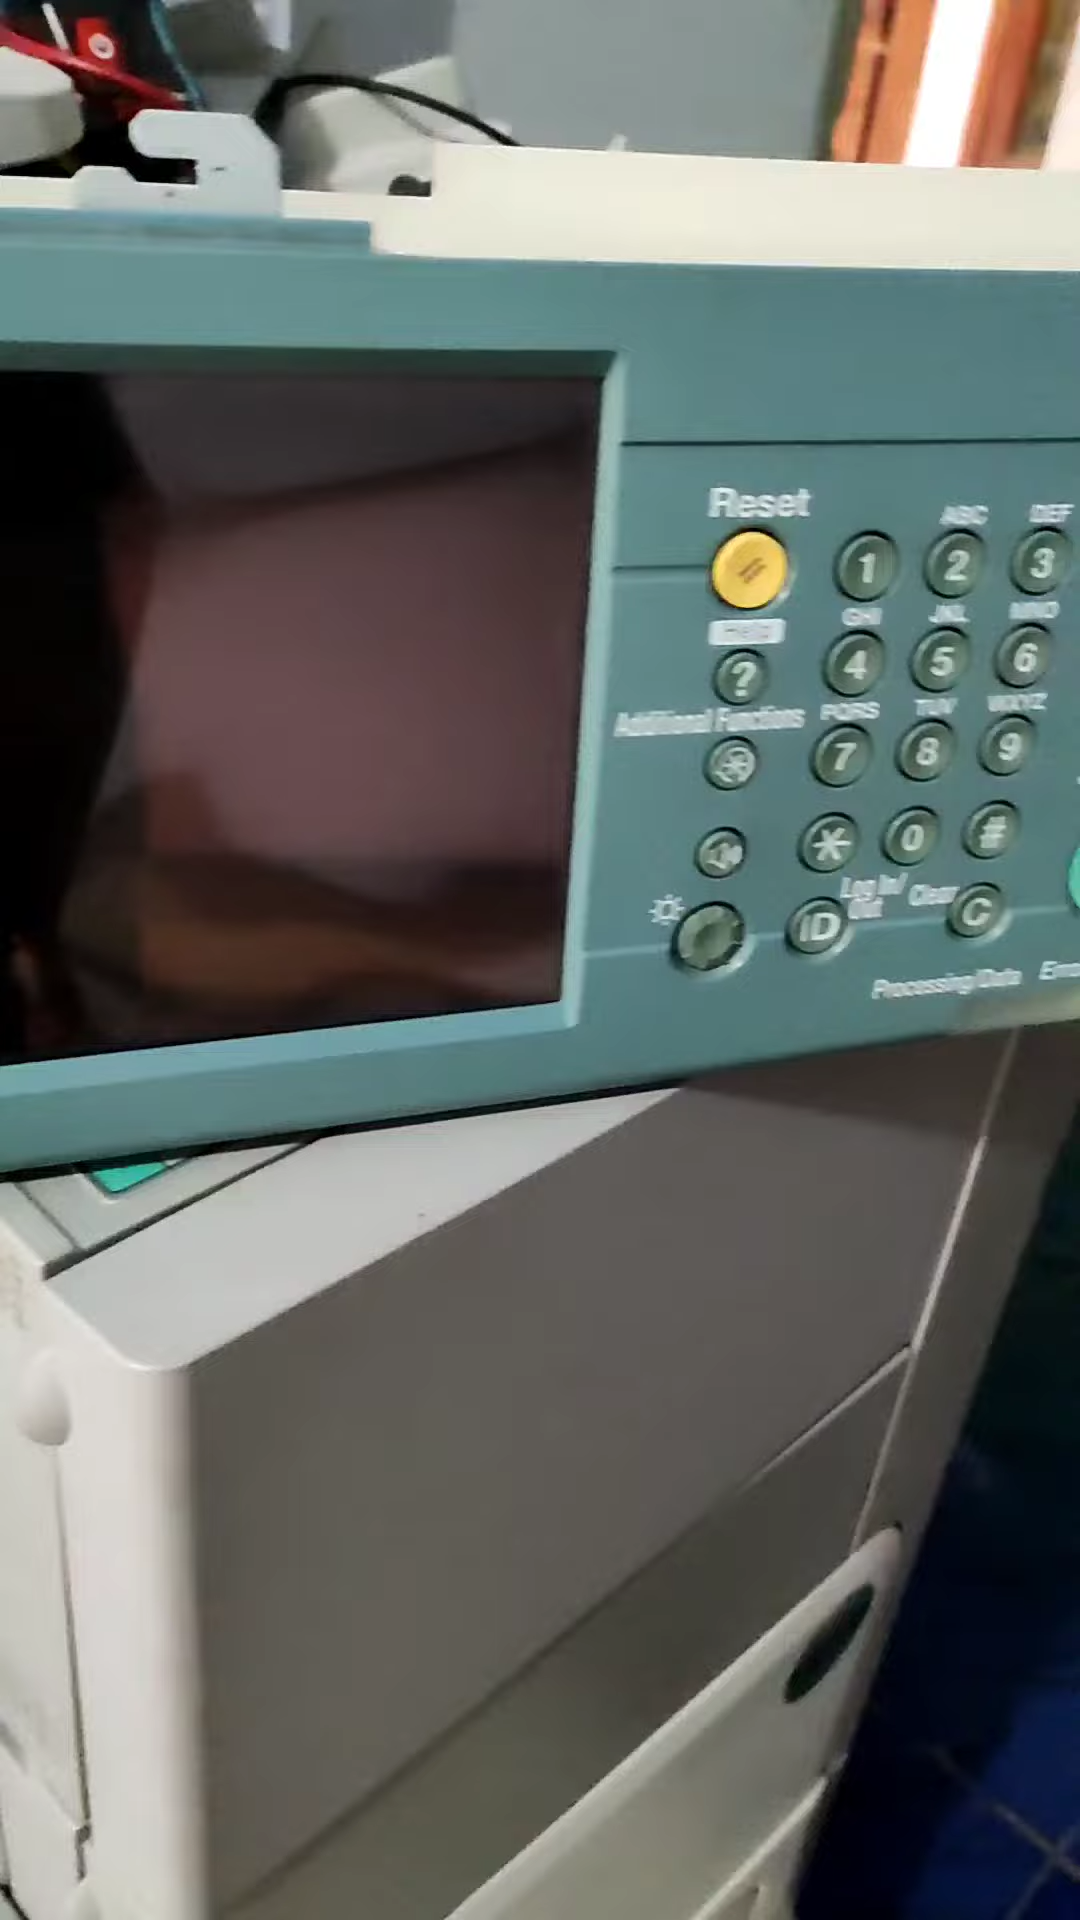 Reset
ABC DEF
1 2 3
Help
GHI JKL MNO
? 4 5 6
Additional Functions PQRS TUV WXYZ
7 8 9
* 0 #
Log In/ Out Clear
ID C
Processing/Data